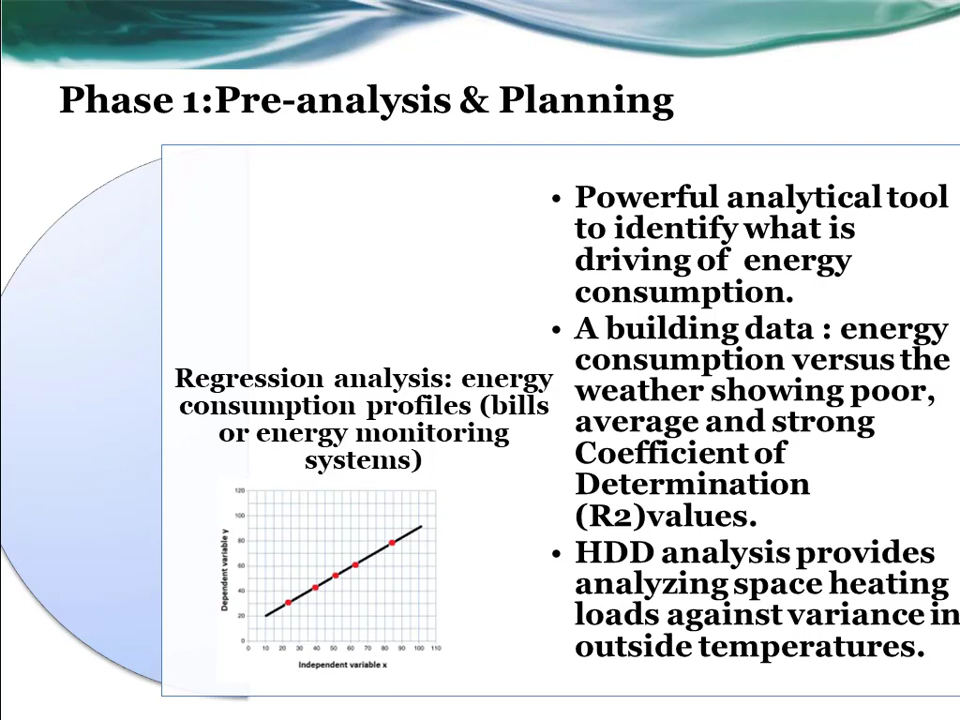 Phase 1:Pre-analysis & Planning
Regression analysis: energy
consumption profiles (bills
or energy monitoring
systems)
120
100
80
60
40
20
0
Dependent variable y
0 10 20 30 40 50 60 70 80 90 100 110
Independent variable x
• Powerful analytical tool
to identify what is
driving of energy
consumption.
• A building data : energy
consumption versus the
weather showing poor,
average and strong
Coefficient of
Determination
(R2)values.
• HDD analysis provides
analyzing space heating
loads against variance in
outside temperatures.